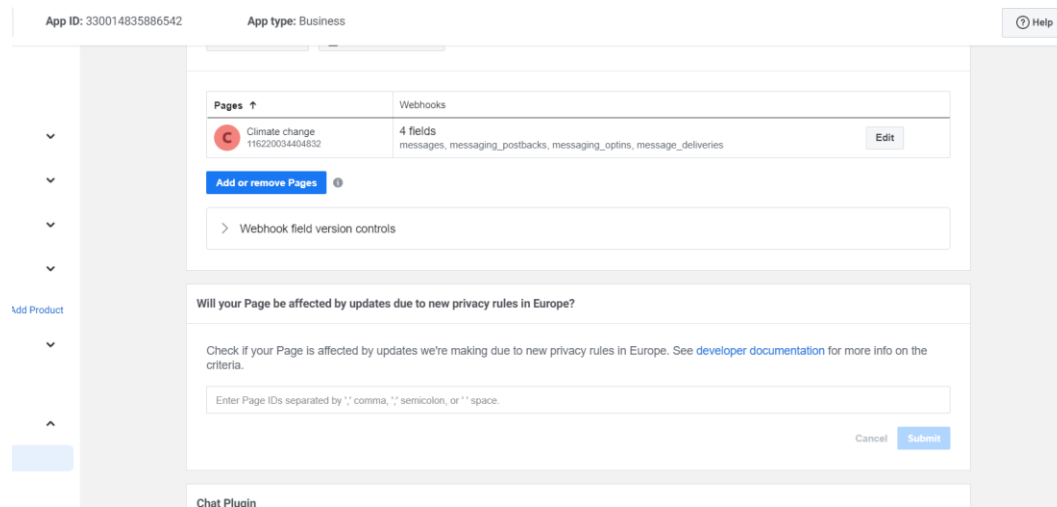 App ID: 330014835886542 App type: Business
Help
Pages ↑ Webhooks
C Climate change 4 fields
116220034404832 messages, messaging_postbacks, messaging_optins, message_deliveries
Edit
Add or remove Pages
Webhook field version controls
Add Product
Will your Page be affected by updates due to new privacy rules in Europe?
Check if your Page is affected by updates we're making due to new privacy rules in Europe. See developer documentation for more info on the
criteria.
Enter Page IDs separated by ',' comma, ';' semicolon, or ' ' space.
Cancel Submit
Chat Plugin